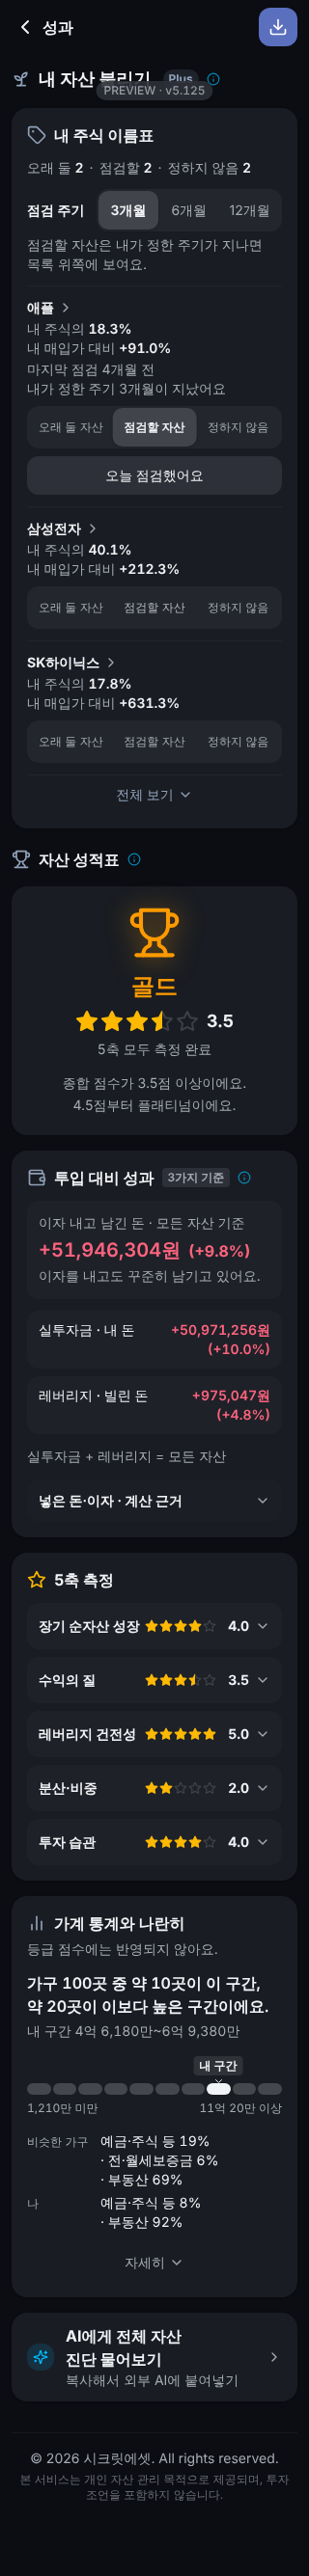 성과
내 자산 불리기 Plus
PREVIEW · v5.125
내 주식 이름표
오래 둘 2 · 점검할 2 · 정하지 않음 2
점검 주기 3개월 6개월 12개월
점검할 자산은 내가 정한 주기가 지나면
목록 위쪽에 보여요.
애플
내 주식의 18.3%
내 매입가 대비 +91.0%
마지막 점검 4개월 전
내가 정한 주기 3개월이 지났어요
오래 둘 자산 점검할 자산 정하지 않음
오늘 점검했어요
삼성전자
내 주식의 40.1%
내 매입가 대비 +212.3%
오래 둘 자산 점검할 자산 정하지 않음
SK하이닉스
내 주식의 17.8%
내 매입가 대비 +631.3%
오래 둘 자산 점검할 자산 정하지 않음
전체 보기
자산 성적표
골드
3.5
5축 모두 측정 완료
종합 점수가 3.5점 이상이에요.
4.5점부터 플래티넘이에요.
투입 대비 성과 3가지 기준
이자 내고 남긴 돈 · 모든 자산 기준
+51,946,304원 (+9.8%)
이자를 내고도 꾸준히 남기고 있어요.
실투자금 · 내 돈 +50,971,256원
(+10.0%)
레버리지 · 빌린 돈 +975,047원
(+4.8%)
실투자금 + 레버리지 = 모든 자산
넣은 돈·이자 · 계산 근거
5축 측정
장기 순자산 성장 4.0
수익의 질 3.5
레버리지 건전성 5.0
분산·비중 2.0
투자 습관 4.0
가계 통계와 나란히
등급 점수에는 반영되지 않아요.
가구 100곳 중 약 10곳이 이 구간,
약 20곳이 이보다 높은 구간이에요.
내 구간 4억 6,180만~6억 9,380만
내 구간
1,210만 미만 11억 20만 이상
비슷한 가구 예금·주식 등 19%
· 전·월세보증금 6%
· 부동산 69%
나 예금·주식 등 8%
· 부동산 92%
자세히
AI에게 전체 자산
진단 물어보기
복사해서 외부 AI에 붙여넣기
© 2026 시크릿에셋. All rights reserved.
본 서비스는 개인 자산 관리 목적으로 제공되며, 투자
조언을 포함하지 않습니다.